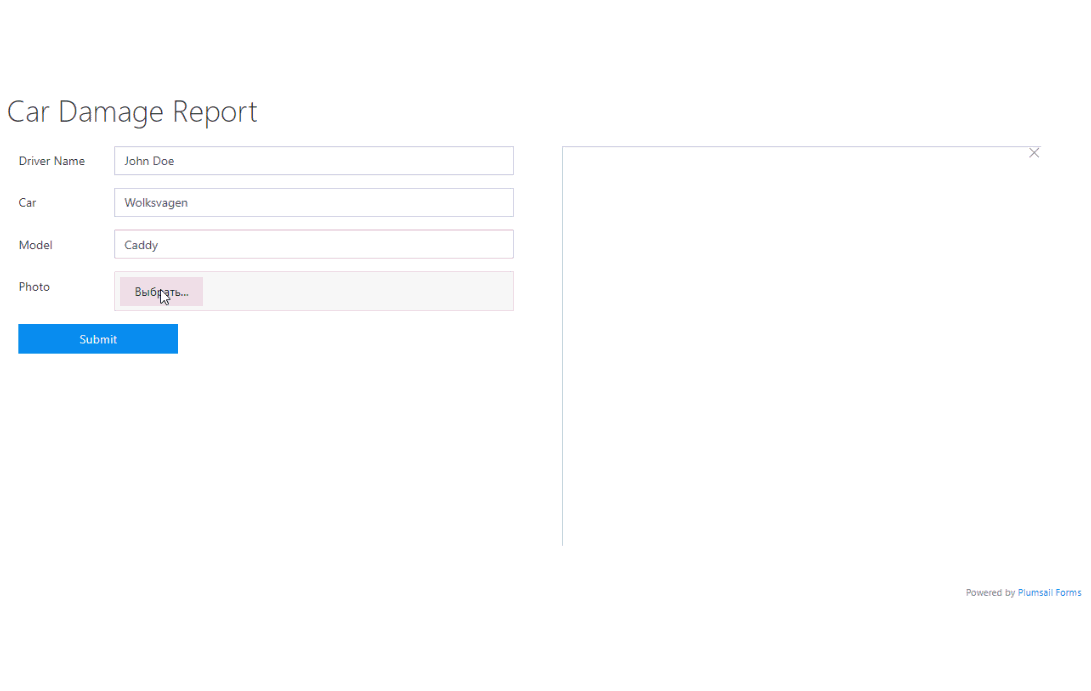 Car Damage Report
Driver Name
John Doe
Car
Wolksvagen
Model
Caddy
Photo
Выбрать...
Submit
Powered by Plumsail Forms